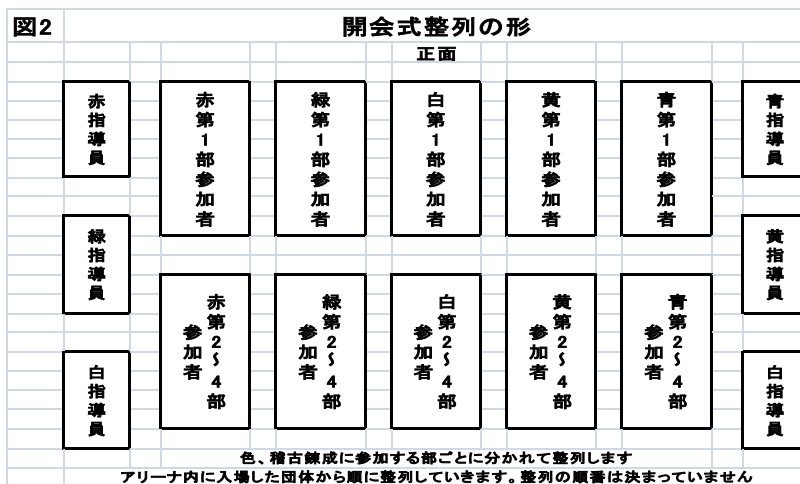 図2
開会式整列の形
正面
赤指導員
赤第1部参加者
緑第1部参加者
白第1部参加者
黄第1部参加者
青第1部参加者
青指導員
緑指導員
黄指導員
赤第2～4部
参加者
緑第2～4部
参加者
白第2～4部
参加者
黄第2～4部
参加者
青第2～4部
参加者
白指導員
白指導員
色、稽古錬成に参加する部ごとに分かれて整列します
アリーナ内に入場した団体から順に整列していきます。整列の順番は決まっていません